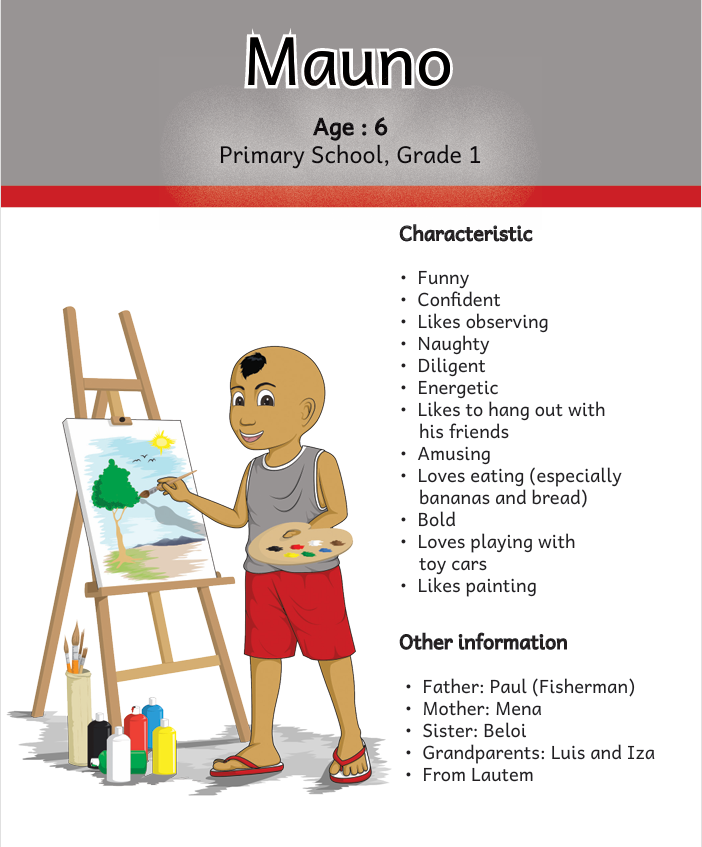 Mauno
Age : 6
Primary School, Grade 1
Characteristic
• Funny
• Confident
• Likes observing
• Naughty
• Diligent
• Energetic
• Likes to hang out with
his friends
• Amusing
• Loves eating (especially
bananas and bread)
• Bold
• Loves playing with
toy cars
• Likes painting
Other information
• Father: Paul (Fisherman)
• Mother: Mena
• Sister: Beloi
• Grandparents: Luis and Iza
• From Lautem